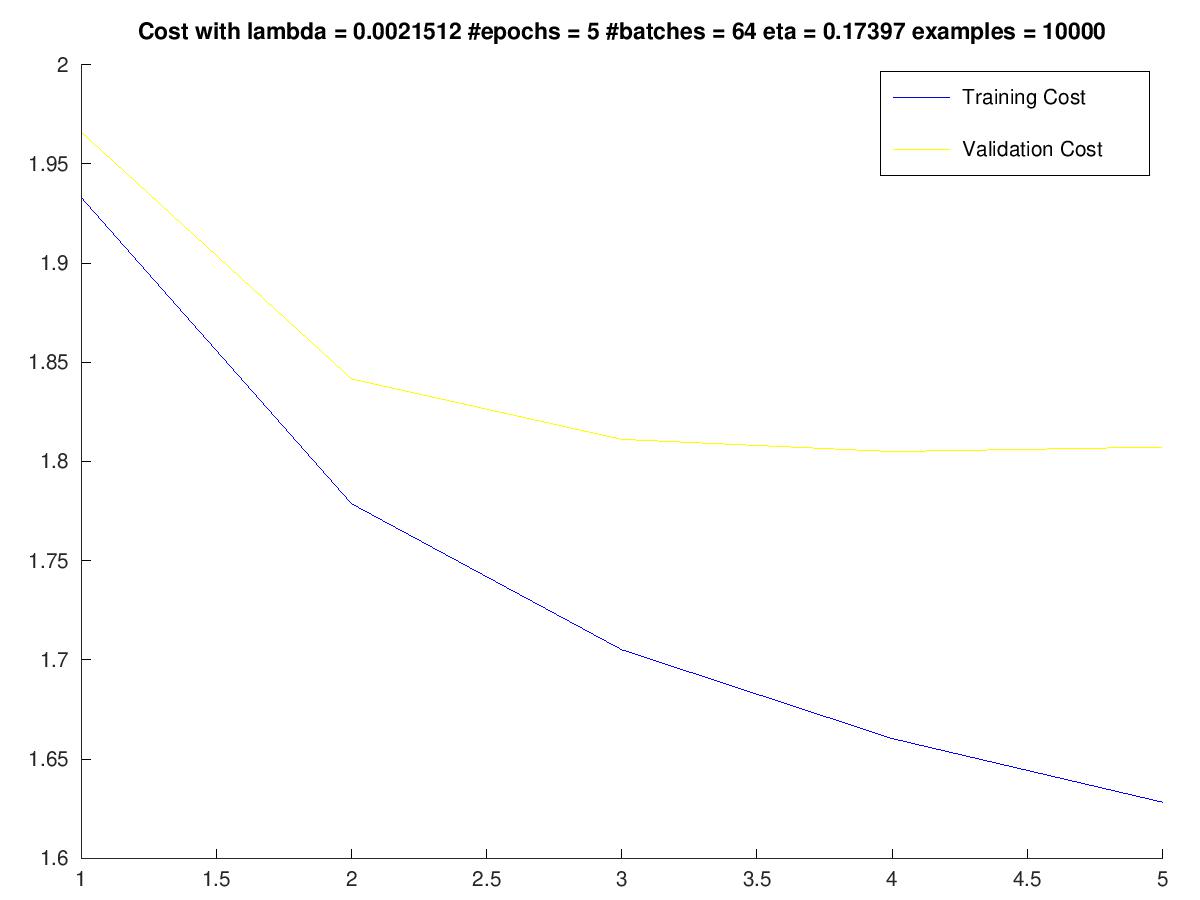 Cost with lambda = 0.0021512 #epochs = 5 #batches = 64 eta = 0.17397 examples = 10000
Training Cost
Validation Cost
2
1.95
1.9
1.85
1.8
1.75
1.7
1.65
1.6
1 1.5 2 2.5 3 3.5 4 4.5 5